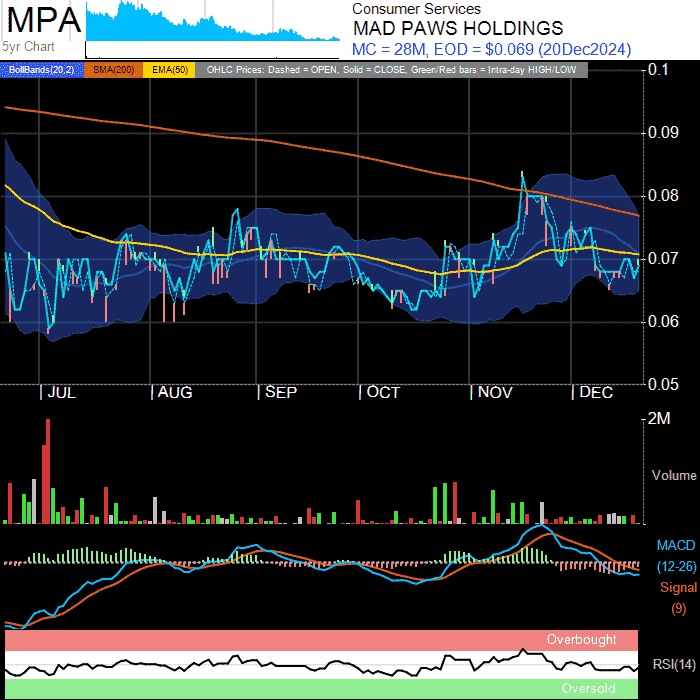 MPA
5yr Chart
Consumer Services
MAD PAWS HOLDINGS
MC = 28M, EOD = $0.069 (20Dec2024)
BollBands(20,2) SMA(200) EMA(50) OHLC Prices: Dashed = OPEN, Solid = CLOSE, Green/Red bars = Intra-day HIGH/LOW
0.1
0.09
0.08
0.07
0.06
0.05
JUL AUG SEP OCT NOV DEC
2M
Volume
MACD
(12-26)
Signal
(9)
Overbought
RSI(14)
Oversold